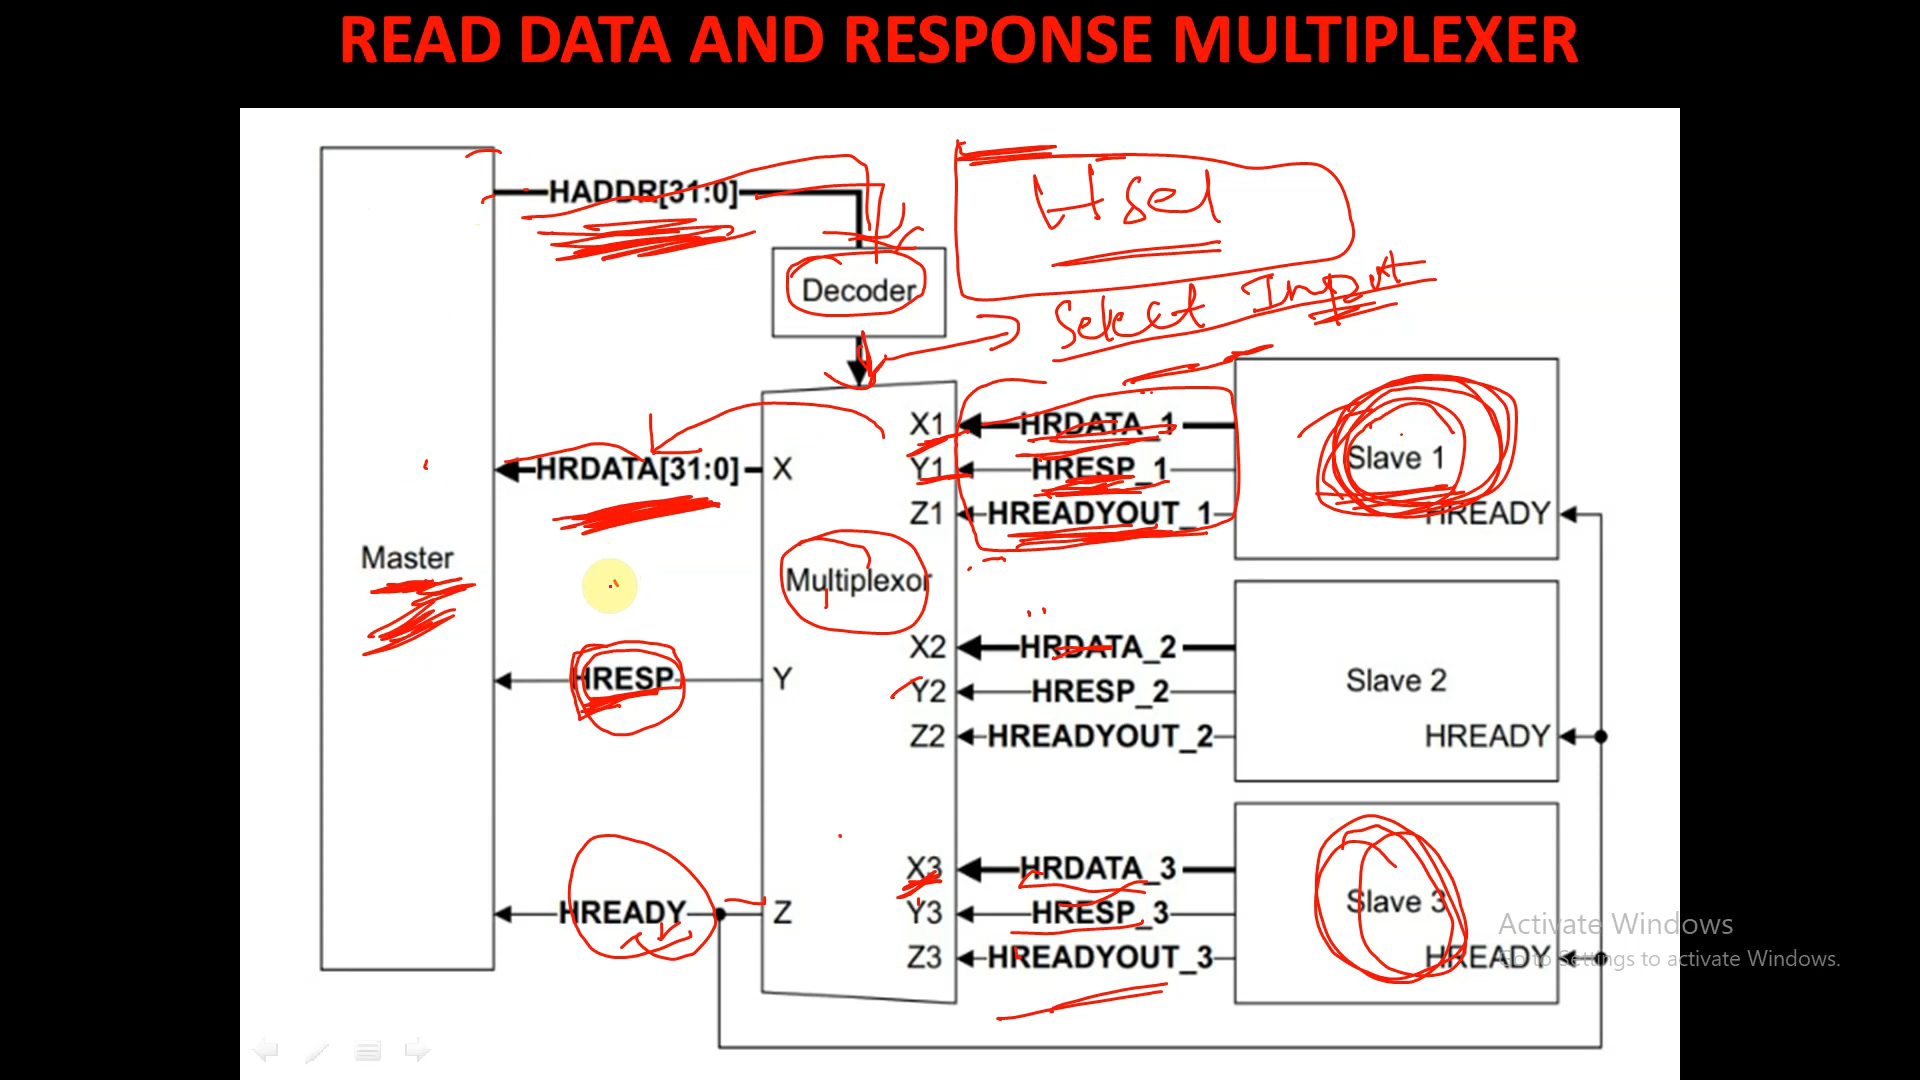 READ DATA AND RESPONSE MULTIPLEXER
HADDR[31:0]
Hsel
Decoder
Select Input
X1
HRDATA_1
Slave 1
HRDATA[31:0]
X
Y1
HRESP_1
Z1
HREADYOUT_1
HREADY
Master
Multiplexor
X2
HRDATA_2
Slave 2
HRESP
Y
Y2
HRESP_2
Z2
HREADYOUT_2
HREADY
X3
HRDATA_3
Slave 3
HREADY
Z
Y3
HRESP_3
Z3
HREADYOUT_3
HREADY
Activate Windows
Go to Settings to activate Windows.